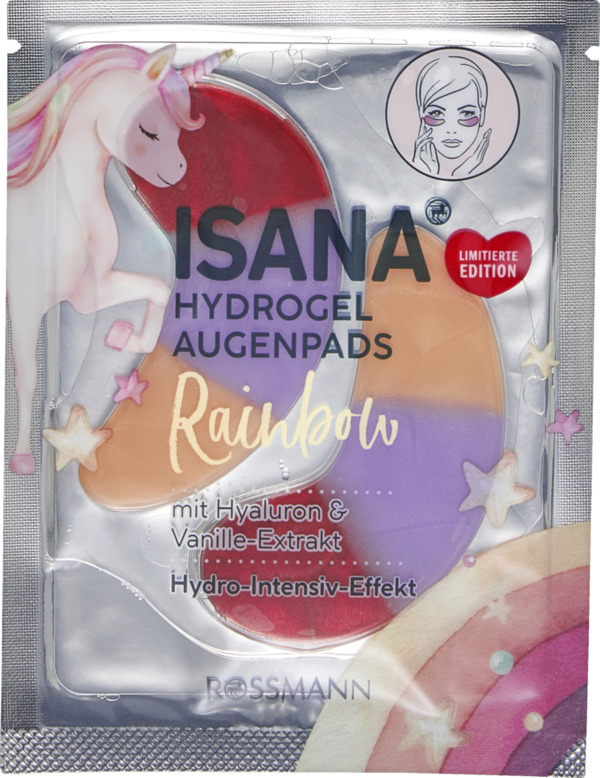 ISANA®
LIMITIERTE
EDITION
HYDROGEL
AUGENPADS
Rainbow
mit Hyaluron &
Vanille-Extrakt
Hydro-Intensiv-Effekt
ROSSMANN